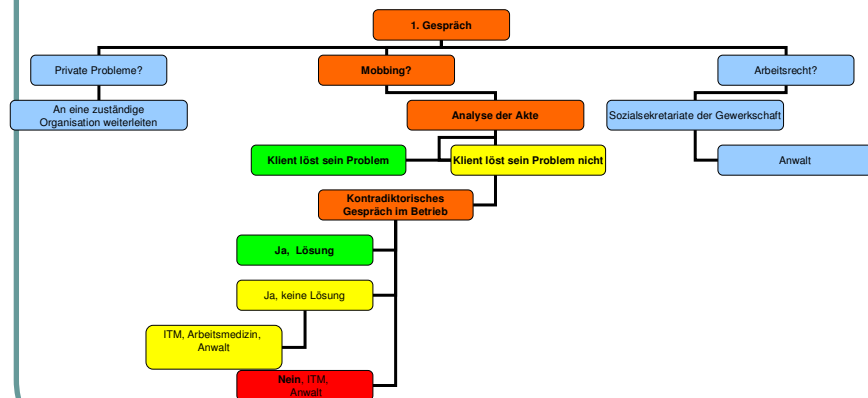 1. Gespräch
Private Probleme?
Mobbing?
Arbeitsrecht?
An eine zuständige
Organisation weiterleiten
Analyse der Akte
Sozialsekretariate der Gewerkschaft
Klient löst sein Problem
Klient löst sein Problem nicht
Anwalt
Kontradiktorisches
Gespräch im Betrieb
Ja, Lösung
Ja, keine Lösung
ITM, Arbeitsmedizin,
Anwalt
Nein, ITM,
Anwalt